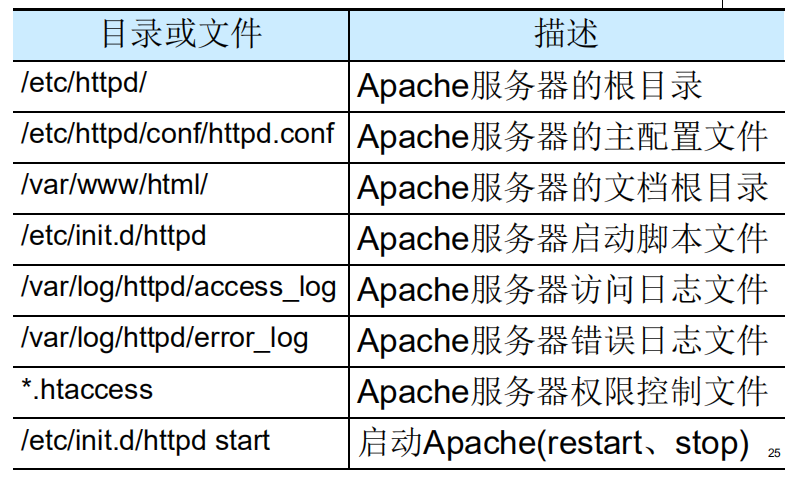 目录或文件 描述
/etc/httpd/ Apache服务器的根目录
/etc/httpd/conf/httpd.conf Apache服务器的主配置文件
/var/www/html/ Apache服务器的文档根目录
/etc/init.d/httpd Apache服务器启动脚本文件
/var/log/httpd/access_log Apache服务器访问日志文件
/var/log/httpd/error_log Apache服务器错误日志文件
*.htaccess Apache服务器权限控制文件
/etc/init.d/httpd start 启动Apache(restart、stop)
25